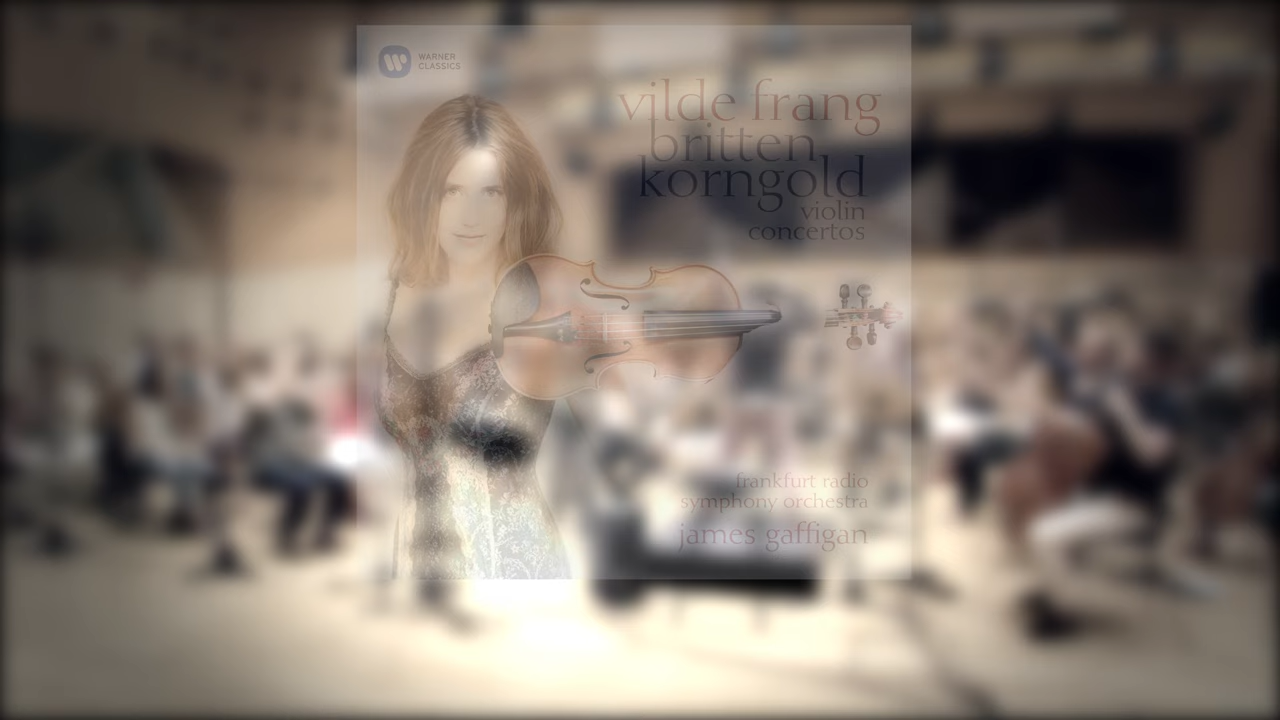 WARNER
CLASSICS
vilde frang
britten
korngold
violin
concertos
frankfurt radio
symphony orchestra
james gaffigan